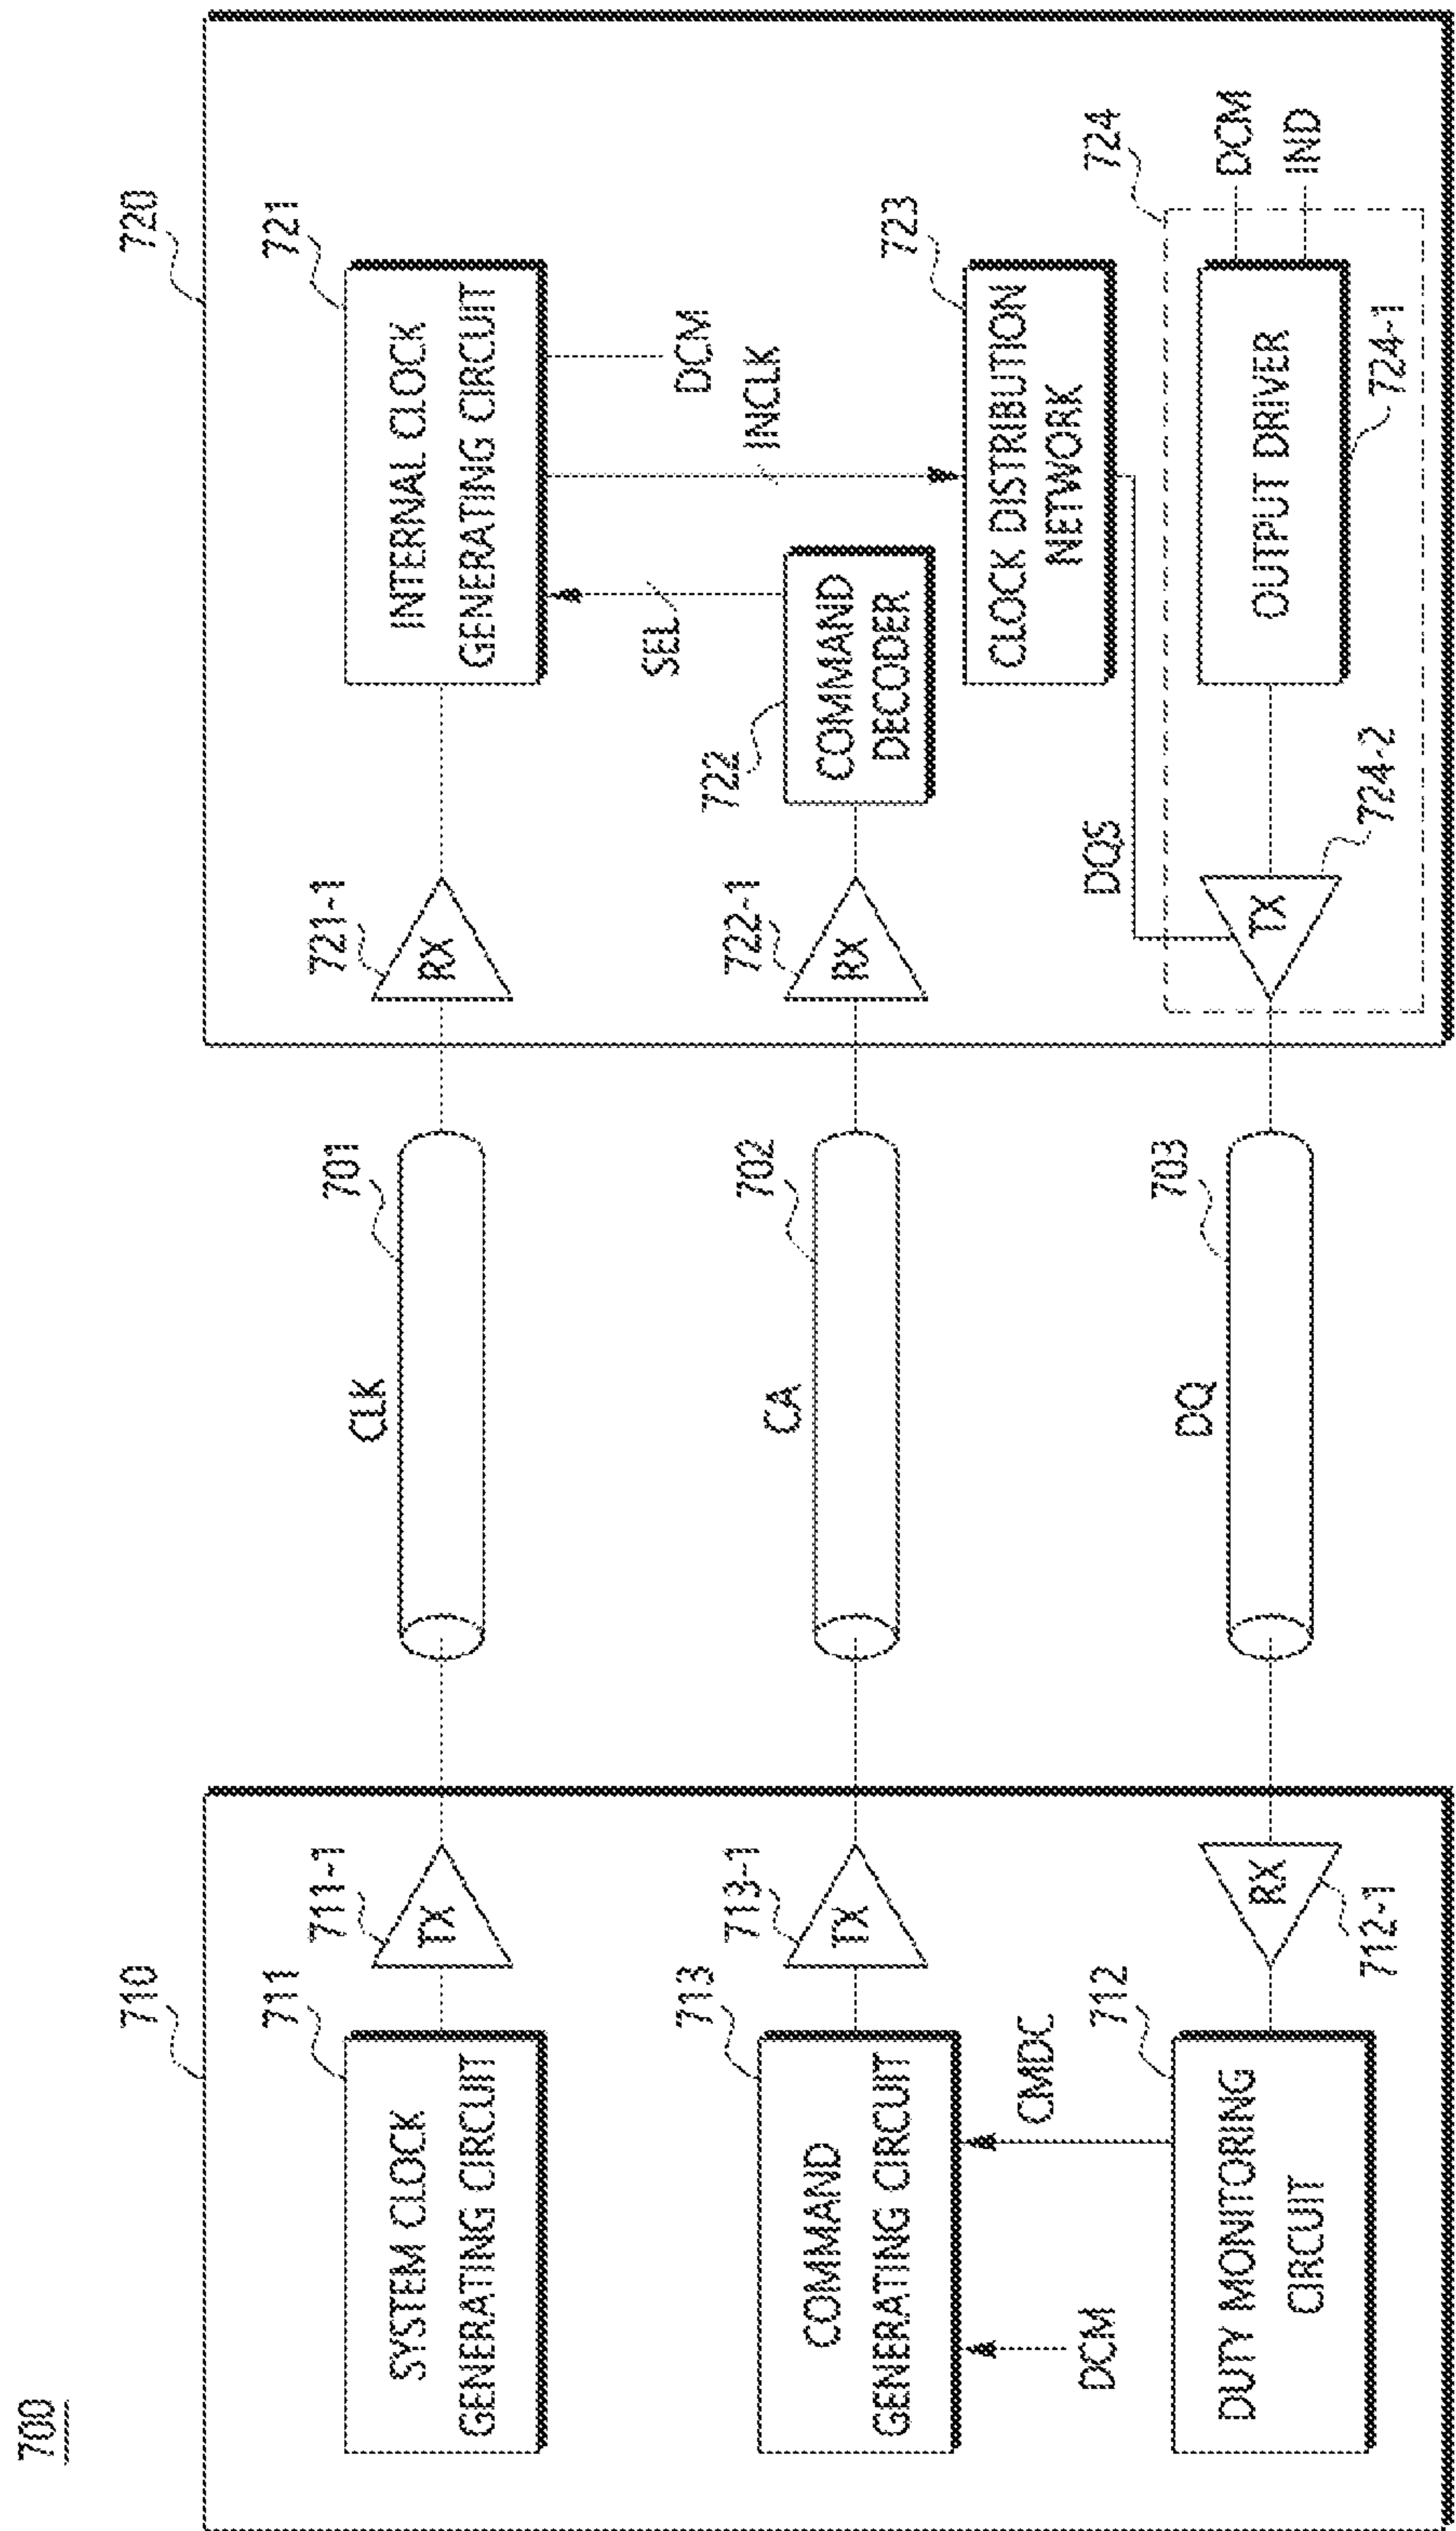 700
710
711
SYSTEM CLOCK
GENERATING CIRCUIT
711-1
TX
713
COMMAND
GENERATING CIRCUIT
713-1
TX
DCM
CMDC
712
DUTY MONITORING
CIRCUIT
RX
712-1
CLK
701
CA
702
DQ
703
720
721-1
RX
721
INTERNAL CLOCK
GENERATING CIRCUIT
SEL
DCM
INCLK
722-1
RX
722
COMMAND
DECODER
723
CLOCK DISTRIBUTION
NETWORK
DQS
724
TX
724-2
OUTPUT DRIVER
724-1
DCM
IND